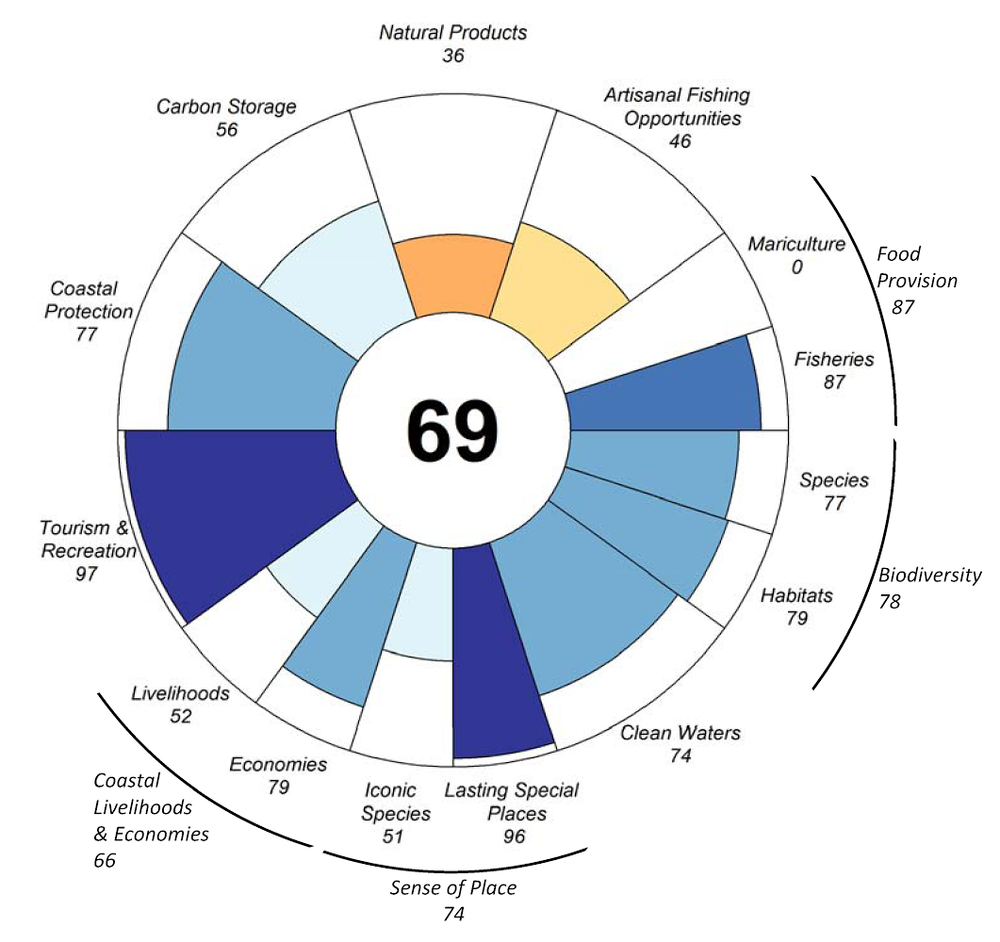 Natural Products
36
Artisanal Fishing
Opportunities
46
Mariculture
0
Food
Provision
87
Fisheries
87
Species
77
Biodiversity
78
Habitats
79
Clean Waters
74
Lasting Special
Places
96
Sense of Place
74
Iconic
Species
51
Economies
79
Coastal
Livelihoods
& Economies
66
Livelihoods
52
Tourism &
Recreation
97
Coastal
Protection
77
Carbon Storage
56
69